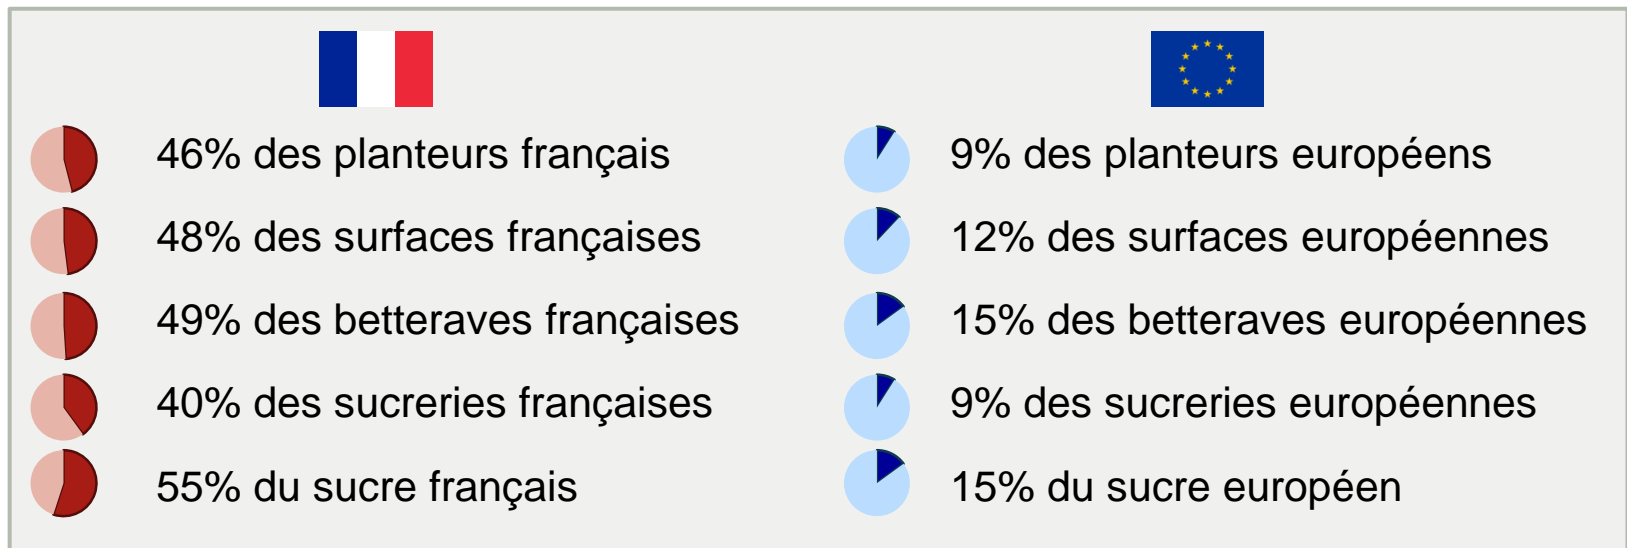 46% des planteurs français
48% des surfaces françaises
49% des betteraves françaises
40% des sucreries françaises
55% du sucre français
9% des planteurs européens
12% des surfaces européennes
15% des betteraves européennes
9% des sucreries européennes
15% du sucre européen